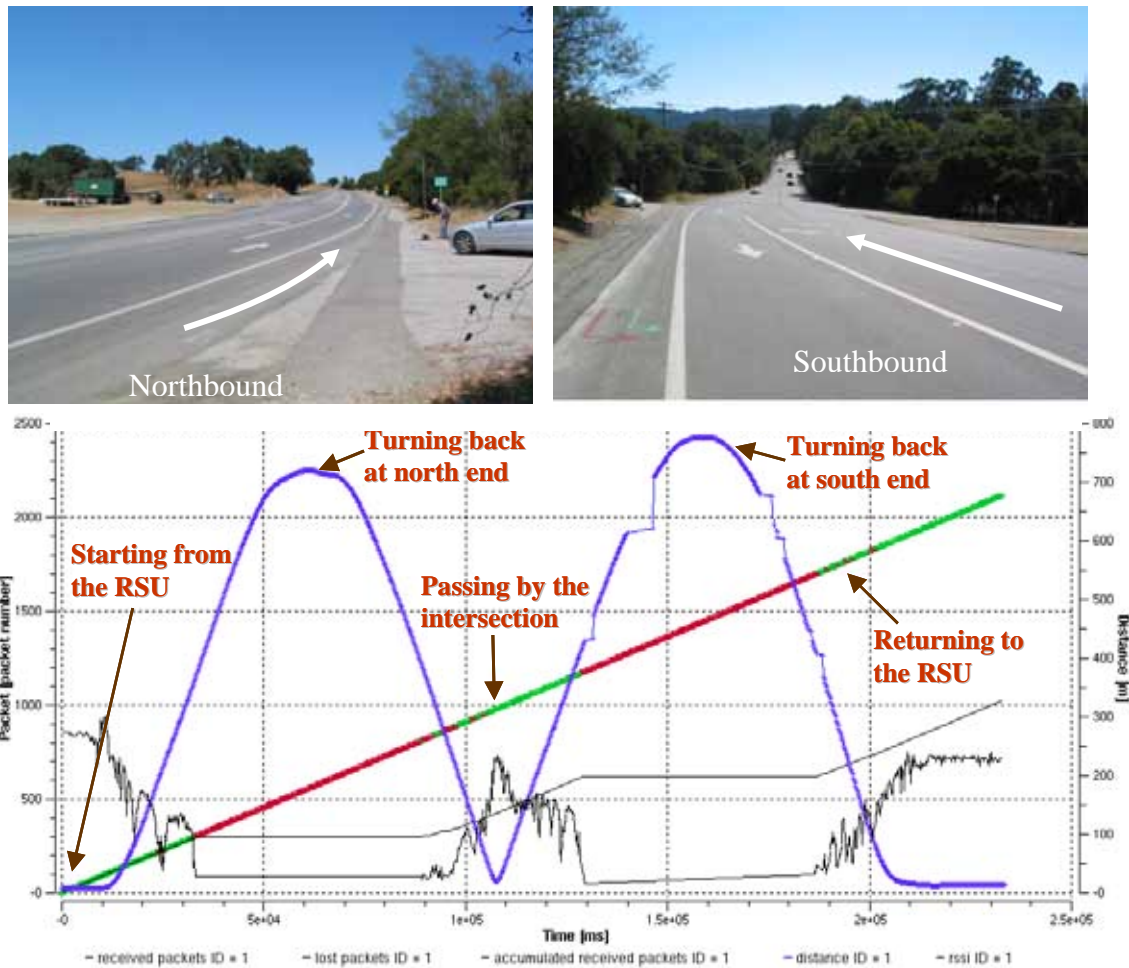 Northbound
Southbound
Turning back
at north end
Turning back
at south end
Starting from
the RSU
Passing by the
intersection
Returning to
the RSU
Packet [packet number]
2500
2000
1500
1000
500
-0
Distance [m]
800
700
600
500
400
300
200
100
-0
-0
5e+04
1e+05
1.5e+05
2e+05
2.5e+05
Time [ms]
received packets ID = 1
lost packets ID = 1
accumulated received packets ID = 1
distance ID = 1
rssi ID = 1